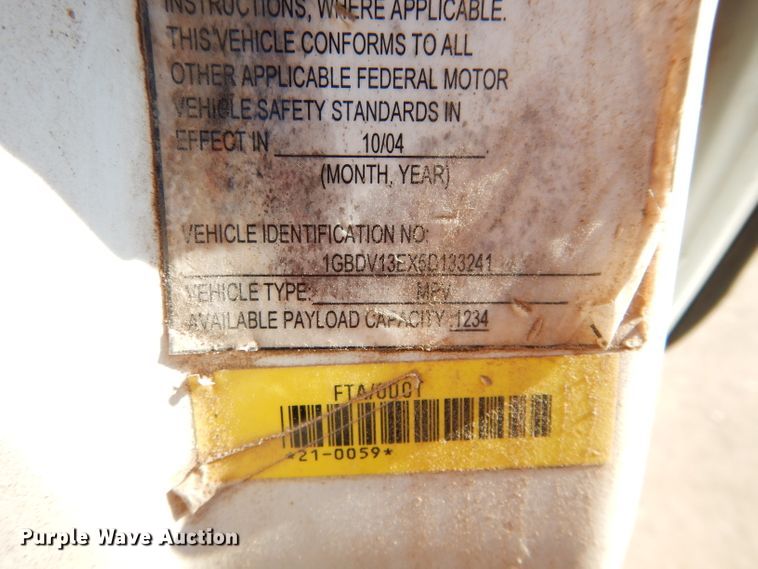 INSTRUCTIONS, WHERE APPLICABLE.
THIS VEHICLE CONFORMS TO ALL
OTHER APPLICABLE FEDERAL MOTOR
VEHICLE SAFETY STANDARDS IN
EFFECT IN 10/04
(MONTH, YEAR)
VEHICLE IDENTIFICATION NO:
1GBDV13EX5D133241
VEHICLE TYPE: MPV
AVAILABLE PAYLOAD CAPACITY 1234
FTA/0001
*21-0059*
Purple Wave Auction